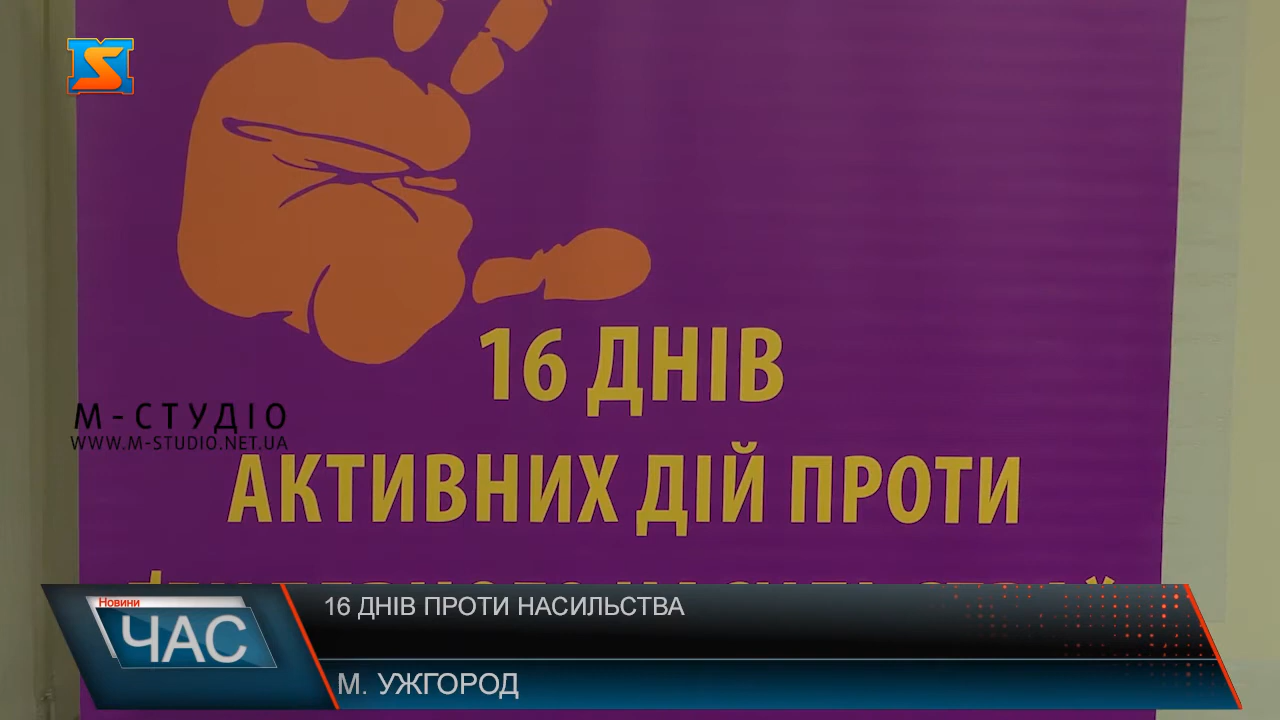 16 ДНІВ
М-СТУДІО
WWW.M-STUDIO.NET.UA
АКТИВНИХ ДІЙ ПРОТИ
Новини
ЧАС
16 ДНІВ ПРОТИ НАСИЛЬСТВА
М. УЖГОРОД